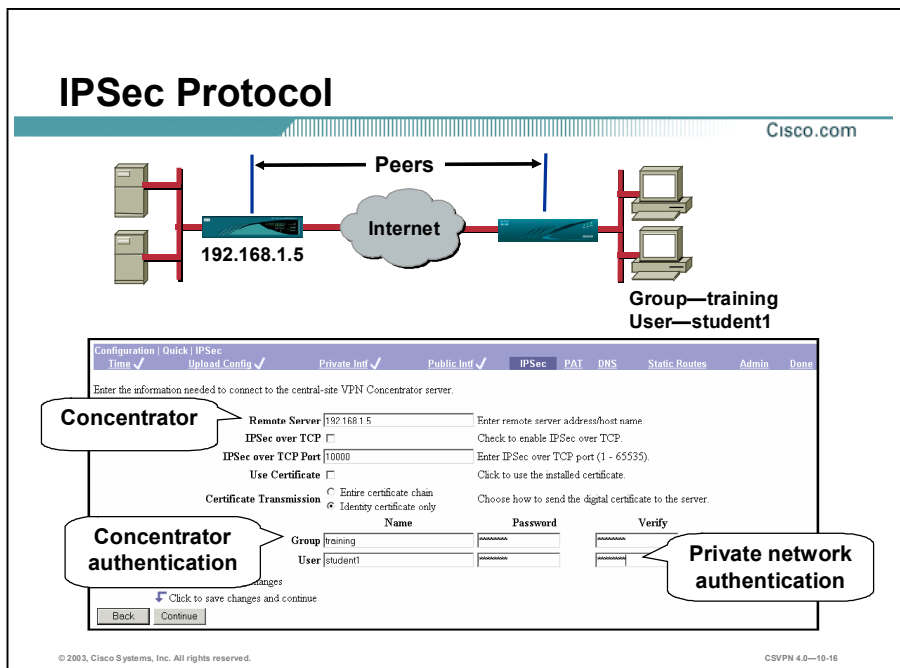 IPSec Protocol
Cisco.com
Peers
Internet
192.168.1.5
Group—training
User—student1
Configuration | Quick | IPSec
Time ✓ Upload Config ✓ Private Intf ✓ Public Intf ✓ IPSec PAT DNS Static Routes Admin Done
Enter the information needed to connect to the central-site VPN Concentrator server.
Concentrator
Remote Server 192.168.1.5 Enter remote server address/host name
IPSec over TCP Check to enable IPSec over TCP.
IPSec over TCP Port 10000 Enter IPSec over TCP port (1 - 65535).
Use Certificate Click to use the installed certificate.
Certificate Transmission Entire certificate chain
Identity certificate only
Choose how to send the digital certificate to the server.
Name Password Verify
Group training ******** ********
User student1 ******** ********
Concentrator
authentication
Private network
authentication
Click to save changes and continue
Back Continue
© 2003, Cisco Systems, Inc. All rights reserved.
CSVPN 4.0—10-16